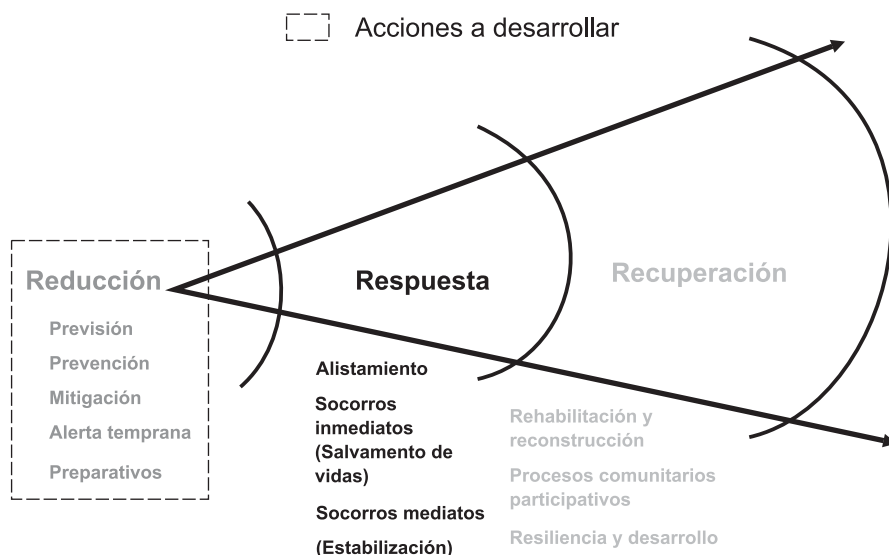 Acciones a desarrollar
Reducción
Previsión
Prevención
Mitigación
Alerta temprana
Preparativos
Respuesta
Alistamiento
Socorros
inmediatos
(Salvamento de
vidas)
Socorros mediatos
(Estabilización)
Recuperación
Rehabilitación y
reconstrucción
Procesos comunitarios
participativos
Resiliencia y desarrollo